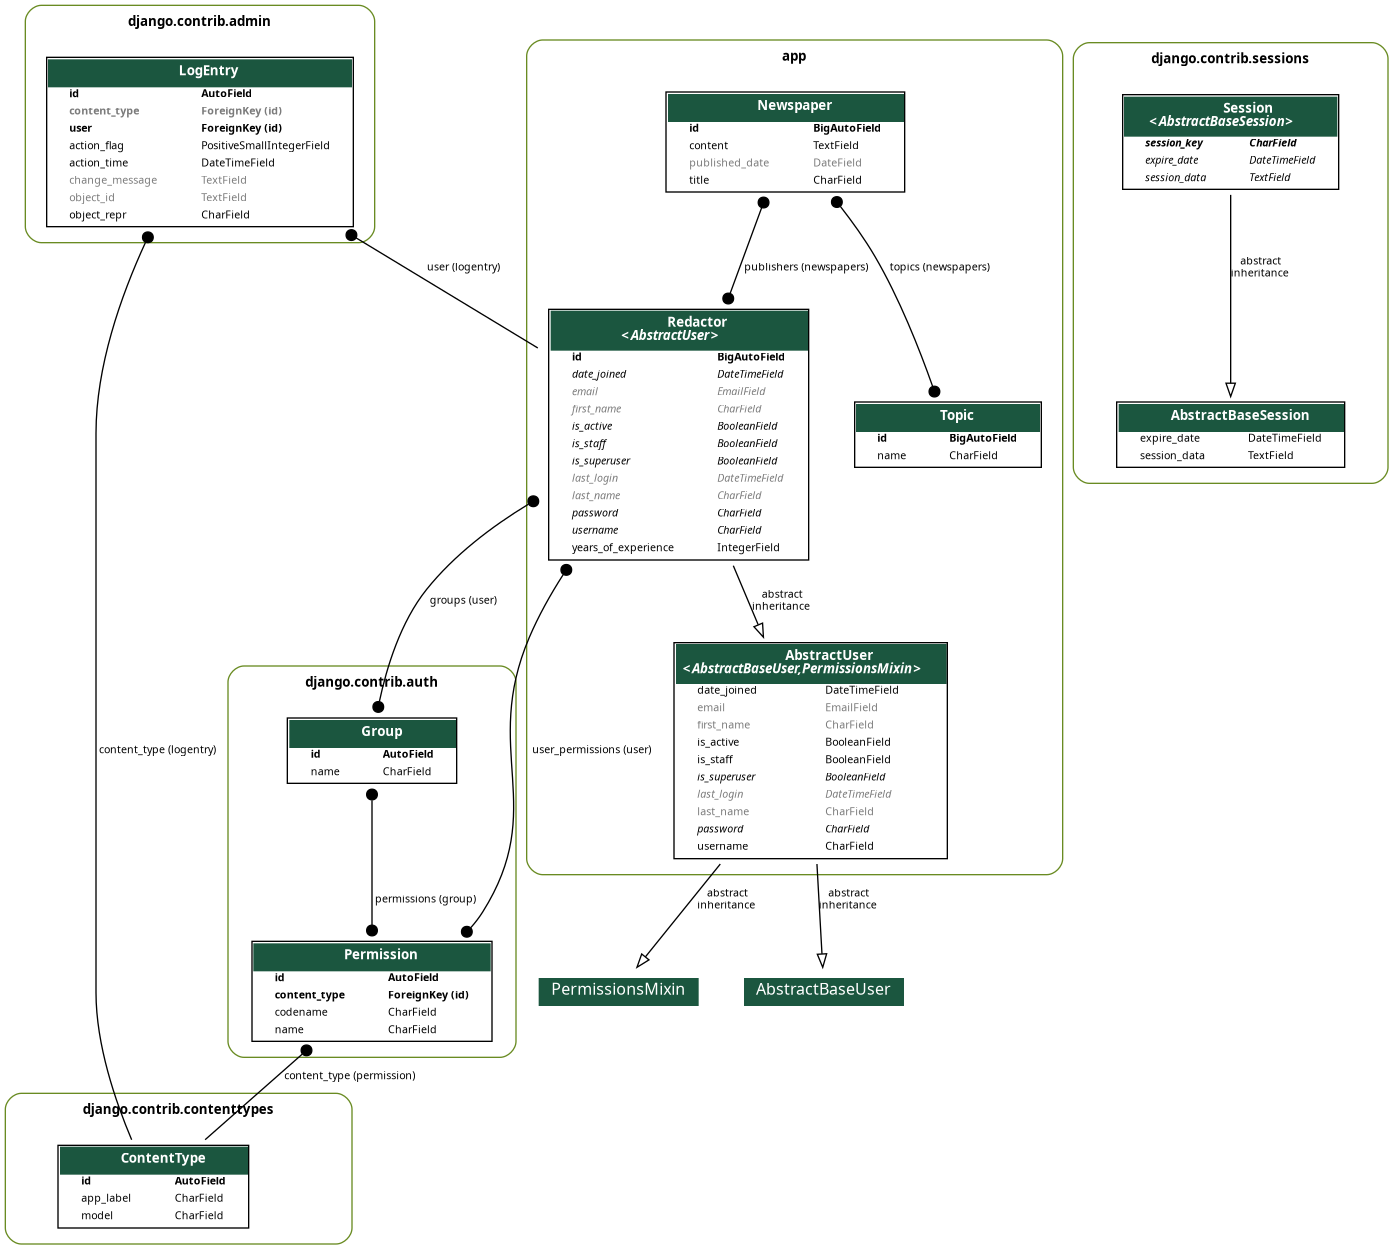 django.contrib.admin
LogEntry
id AutoField
content_type ForeignKey (id)
user ForeignKey (id)
action_flag PositiveSmallIntegerField
action_time DateTimeField
change_message TextField
object_id TextField
object_repr CharField
app
Newspaper
id BigAutoField
content TextField
published_date DateField
title CharField
django.contrib.sessions
Session
<AbstractBaseSession>
session_key CharField
expire_date DateTimeField
session_data TextField
user (logentry)
publishers (newspapers)
topics (newspapers)
abstract
inheritance
Redactor
<AbstractUser>
id BigAutoField
date_joined DateTimeField
email EmailField
first_name CharField
is_active BooleanField
is_staff BooleanField
is_superuser BooleanField
last_login DateTimeField
last_name CharField
password CharField
username CharField
years_of_experience IntegerField
Topic
id BigAutoField
name CharField
AbstractBaseSession
expire_date DateTimeField
session_data TextField
groups (user)
abstract
inheritance
django.contrib.auth
Group
id AutoField
name CharField
content_type (logentry)
user_permissions (user)
AbstractUser
<AbstractBaseUser,PermissionsMixin>
date_joined DateTimeField
email EmailField
first_name CharField
is_active BooleanField
is_staff BooleanField
is_superuser BooleanField
last_login DateTimeField
last_name CharField
password CharField
username CharField
permissions (group)
abstract
inheritance
abstract
inheritance
Permission
id AutoField
content_type ForeignKey (id)
codename CharField
name CharField
PermissionsMixin
AbstractBaseUser
content_type (permission)
django.contrib.contenttypes
ContentType
id AutoField
app_label CharField
model CharField